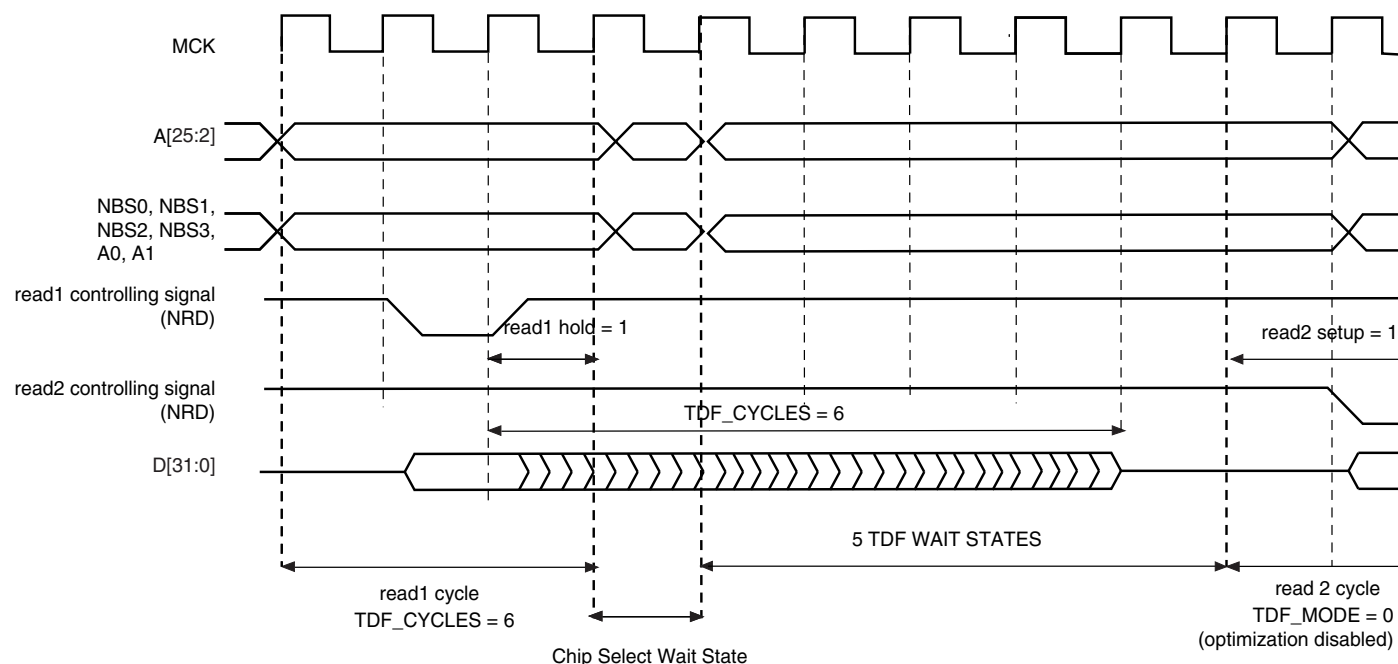 MCK
A[25:2]
NBS0, NBS1,
NBS2, NBS3,
A0, A1
read1 controlling signal
(NRD)
read1 hold = 1
read2 setup = 1
read2 controlling signal
(NRD)
TDF_CYCLES = 6
D[31:0]
5 TDF WAIT STATES
read1 cycle
TDF_CYCLES = 6
read 2 cycle
TDF_MODE = 0
(optimization disabled)
Chip Select Wait State